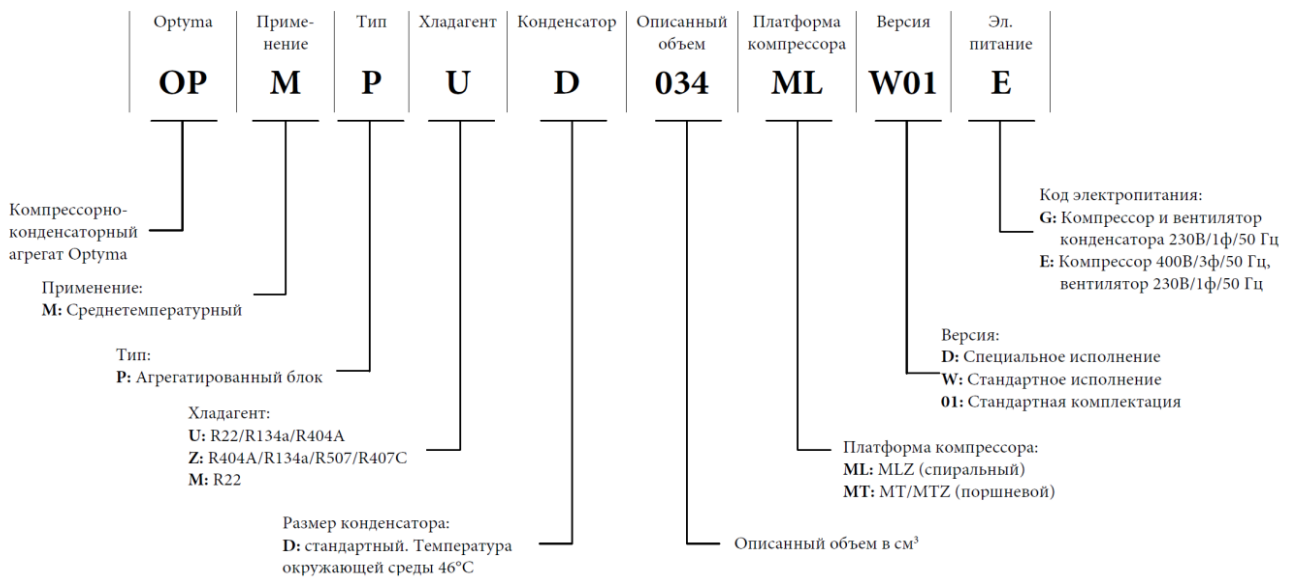 Optyma
Приме-
нение
Тип
Хладагент
Конденсатор
Описанный
объем
Платформа
компрессора
Версия
Эл.
питание
OP M P U D 034 ML W01 E
Компрессорно-
конденсаторный
агрегат Optyma
Применение:
M: Среднетемпературный
Тип:
P: Агрегатированный блок
Хладагент:
U: R22/R134a/R404A
Z: R404A/R134a/R507/R407C
M: R22
Размер конденсатора:
D: стандартный. Температура
окружающей среды 46°C
Описанный объем в см³
Платформа компрессора:
ML: MLZ (спиральный)
MT: MT/MTZ (поршневой)
Версия:
D: Специальное исполнение
W: Стандартное исполнение
01: Стандартная комплектация
Код электропитания:
G: Компрессор и вентилятор
конденсатора 230В/1ф/50 Гц
E: Компрессор 400В/3ф/50 Гц,
вентилятор 230В/1ф/50 Гц